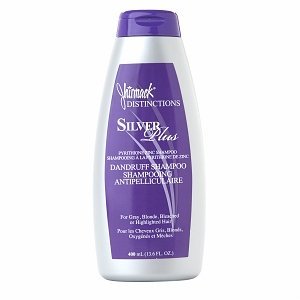 Jhirmack
DISTINCTIONS
SILVER
Plus
PYRITHIONE ZINC SHAMPOO
SHAMPOOING À LA PYRITHIONE DE ZINC
DANDRUFF SHAMPOO
SHAMPOOING
ANTIPELLICULAIRE
For Gray, Blonde, Bleached
or Highlighted Hair
Pour les Cheveux Gris, Blonds,
Oxygénés et Méchés
400 mL (13.6 FL. OZ.)